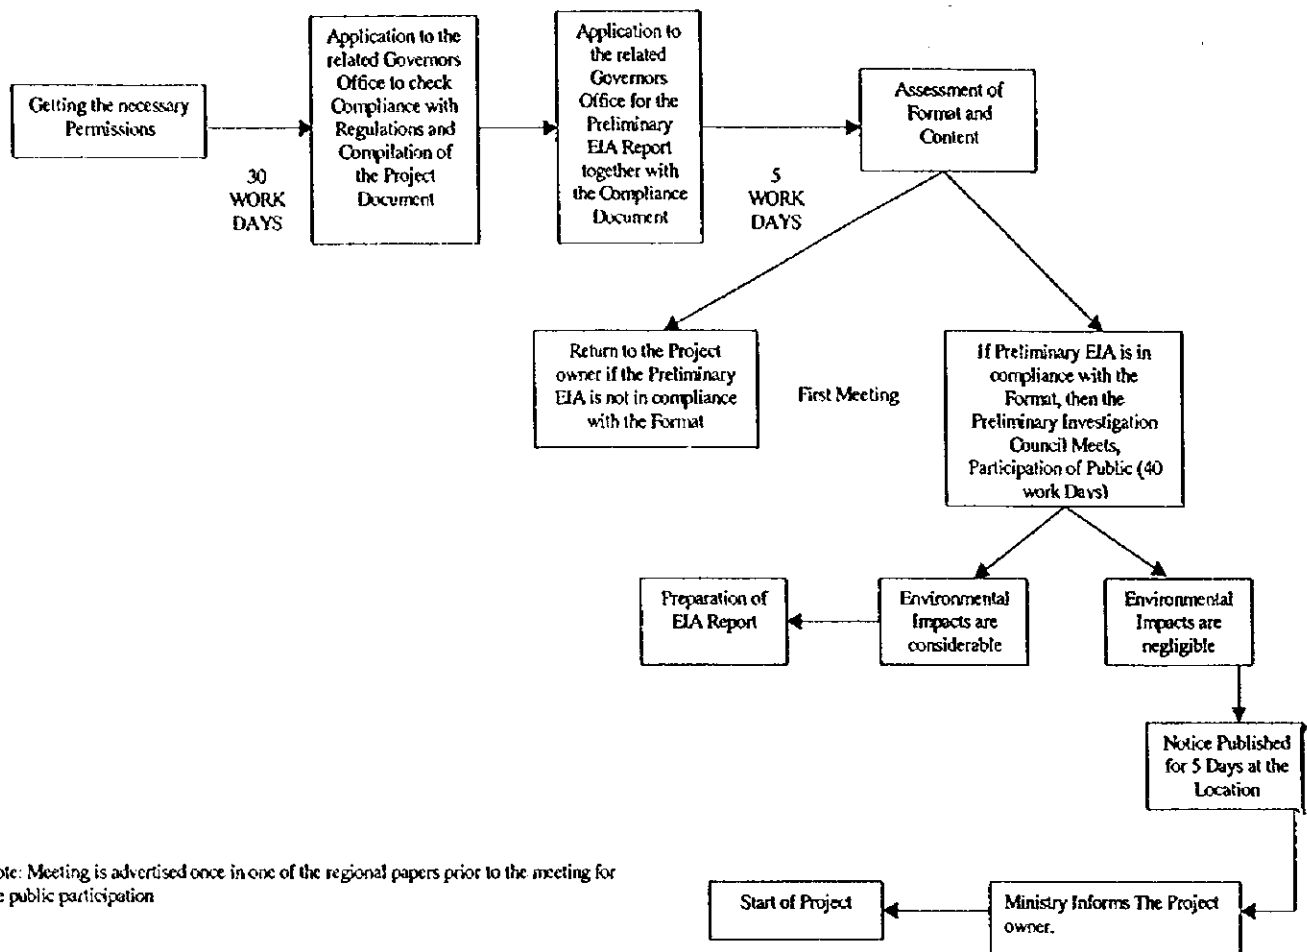 Getting the necessary
Permissions
30
WORK
DAYS
Application to the
related Governors
Office to check
Compliance with
Regulations and
Compilation of
the Project
Document
Application to
the related
Governors
Office for the
Preliminary
EIA Report
together with
the Compliance
Document
5
WORK
DAYS
Assessment of
Format and
Content
Return to the Project
owner if the Preliminary
EIA is not in compliance
with the Format
First Meeting
If Preliminary EIA is in
compliance with the
Format, then the
Preliminary Investigation
Council Meets,
Participation of Public (40
work Days)
Preparation of
EIA Report
Environmental
Impacts are
considerable
Environmental
Impacts are
negligible
Notice Published
for 5 Days at the
Location
ote: Meeting is advertised once in one of the regional papers prior to the meeting for
e public participation
Start of Project
Ministry Informs The Project
owner.